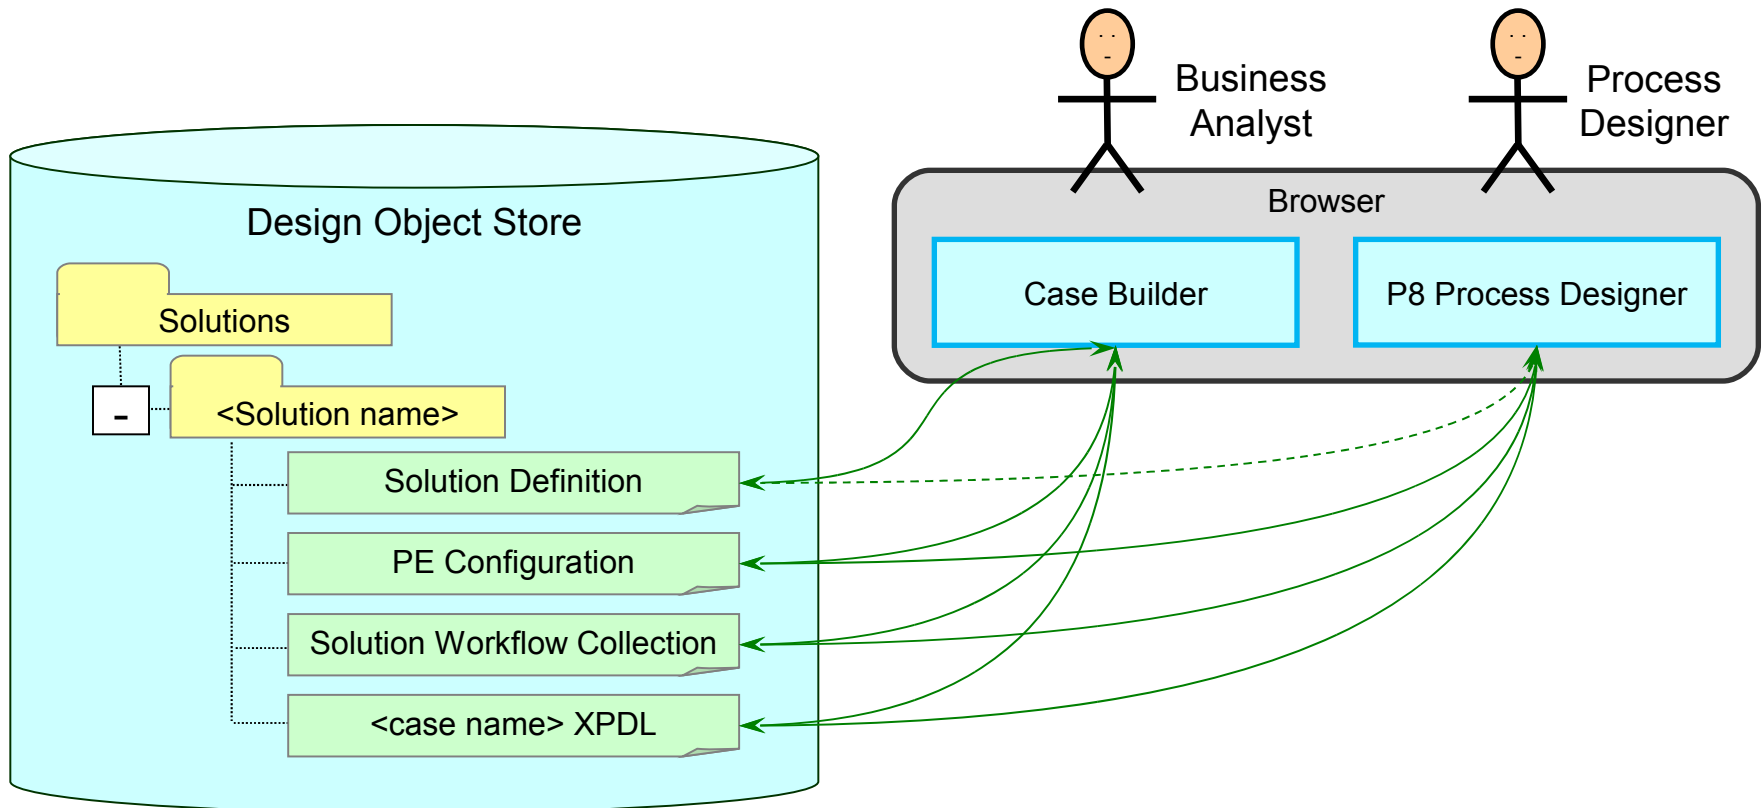 Business
Analyst
Process
Designer
Browser
Case Builder
P8 Process Designer
Design Object Store
Solutions
-
<Solution name>
Solution Definition
PE Configuration
Solution Workflow Collection
<case name> XPDL